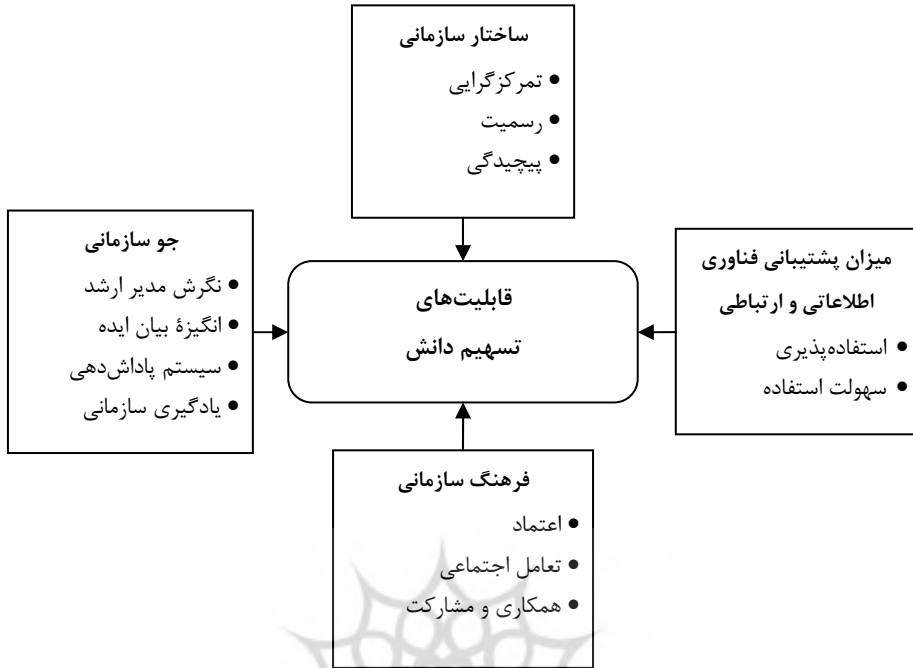 ساختار سازمانی
• تمرکزگرایی
• رسمیت
• پیچیدگی
میزان پشتیبانی فناوری
اطلاعاتی و ارتباطی
• استفاده‌پذیری
• سهولت استفاده
قابلیت‌های
تسهیم دانش
جو سازمانی
• نگرش مدیر ارشد
• انگیزۀ بیان ایده
• سیستم پاداش‌دهی
• یادگیری سازمانی
فرهنگ سازمانی
• اعتماد
• تعامل اجتماعی
• همکاری و مشارکت